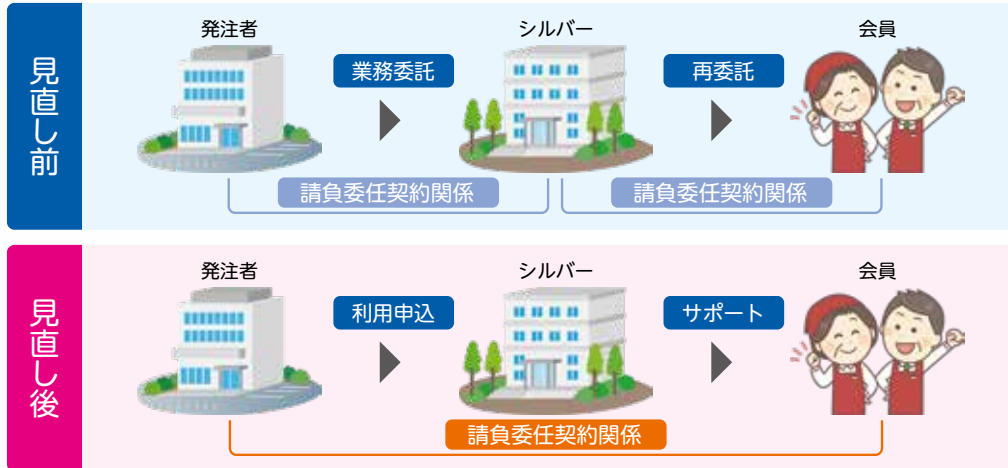 見直し前
発注者
シルバー
会員
業務委託
再委託
請負委任契約関係
請負委任契約関係
見直し後
発注者
シルバー
会員
利用申込
サポート
請負委任契約関係